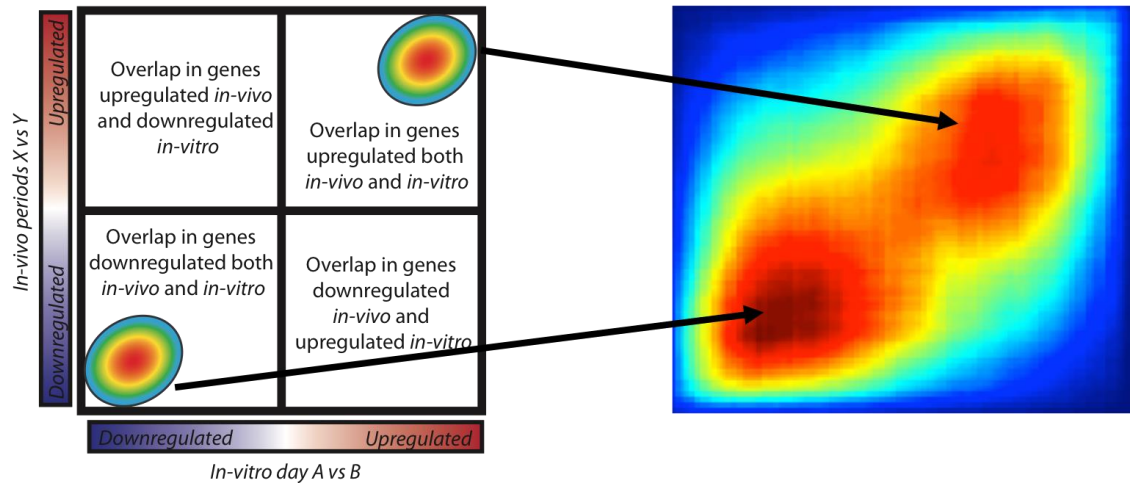 In-vivo periods X vs Y
Upregulated
Downregulated
Overlap in genes
upregulated in-vivo
and downregulated
in-vitro
Overlap in genes
upregulated both
in-vivo and in-vitro
Overlap in genes
downregulated both
in-vivo and in-vitro
Overlap in genes
downregulated
in-vivo and
upregulated in-vitro
Downregulated
Upregulated
In-vitro day A vs B